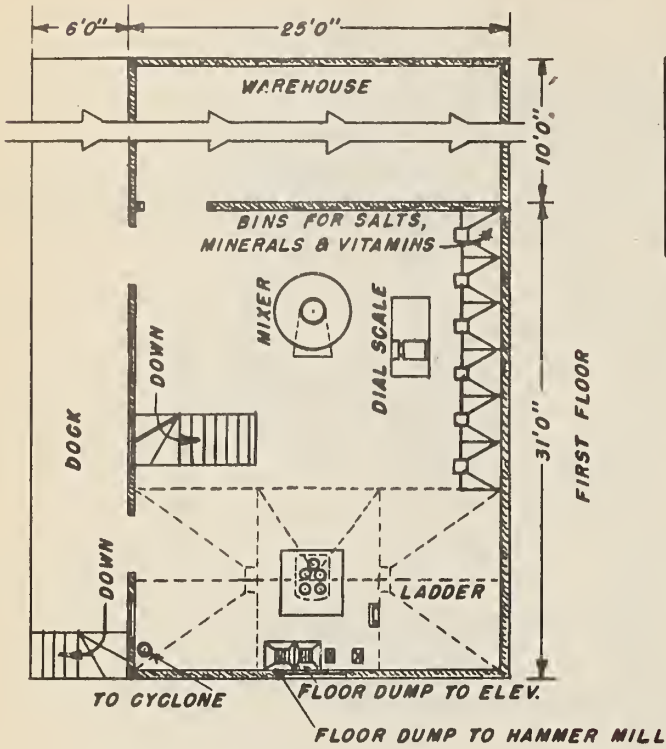 6'0"
25'0"
WAREHOUSE
10'0"
BINS FOR SALTS,
MINERALS & VITAMINS
MIXER
DIAL SCALE
DOWN
DOCK
31'0"
FIRST FLOOR
DOWN
LADDER
TO CYCLONE
FLOOR DUMP TO ELEV.
FLOOR DUMP TO HAMMER MILL